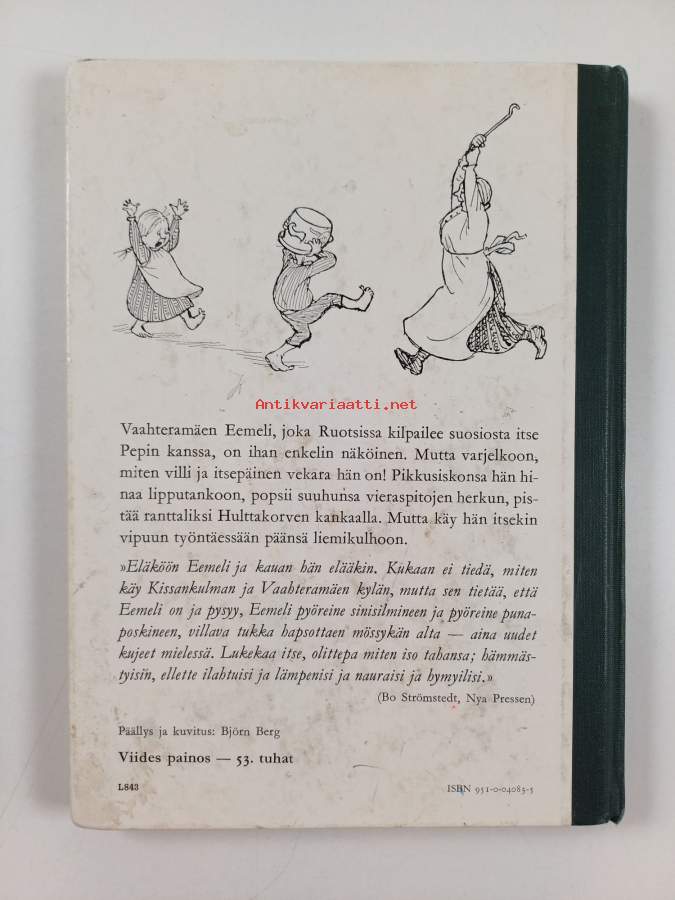 Antikvariaatti.net
Vaahteramäen Eemeli, joka Ruotsissa kilpailee suosiosta itse
Pepin kanssa, on ihan enkelin näköinen. Mutta varjelkoon,
miten villi ja itsepäinen vekara hän on! Pikkusiskonsa hän hi-
naa lipputankoon, popsii suuhunsa vieraspitojen herkun, pis-
tää ranttaliksi Hulttakorven kankaalla. Mutta käy hän itsekin
vipuun työntäessään päänsä liemikulhoon.
»Eläköön Eemeli ja kauan hän elääkin. Kukaan ei tiedä, miten
käy Kissankulman ja Vaahteramäen kylän, mutta sen tietää, että
Eemeli on ja pysyy, Eemeli pyöreine sinisilmineen ja pyöreine puna-
poskineen, villava tukka hapsottaen mössykän alta — aina uudet
kujeet mielessä. Lukekaa itse, olittepa miten iso tahansa; hämmäs-
tyisin, ellette ilahtuisi ja lämpenisi ja nauraisi ja hymyilisi.»
(Bo Strömstedt, Nya Pressen)
Päällys ja kuvitus: Björn Berg
Viides painos — 53. tuhat
L843
ISBN 951-0-04085-5